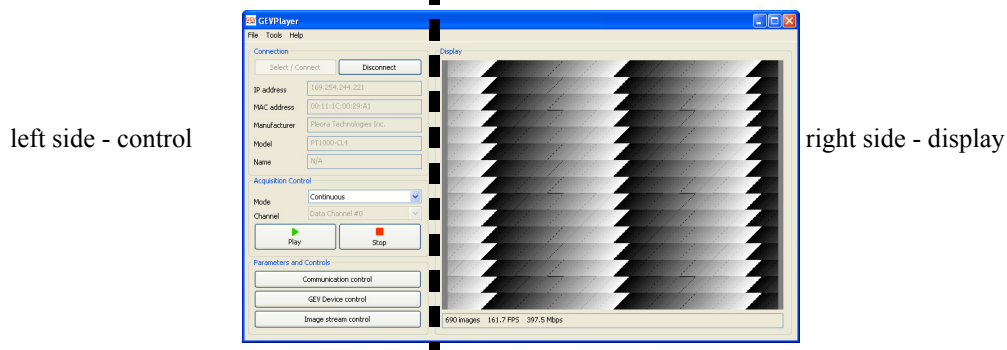 GEVPlayer
File Tools Help
Connection
Select / Connect Disconnect
IP address 169.254.244.221
MAC address 00:11:1C:00:29:A1
Manufacturer Pleora Technologies Inc.
Model PT1000-CL4
Name N/A
Acquisition Control
Mode Continuous
Channel Data Channel #0
Play Stop
Parameters and Controls
Communication control
GEV Device control
Image stream control
Display
690 images 161.7 FPS 397.5 Mbps
left side - control
right side - display